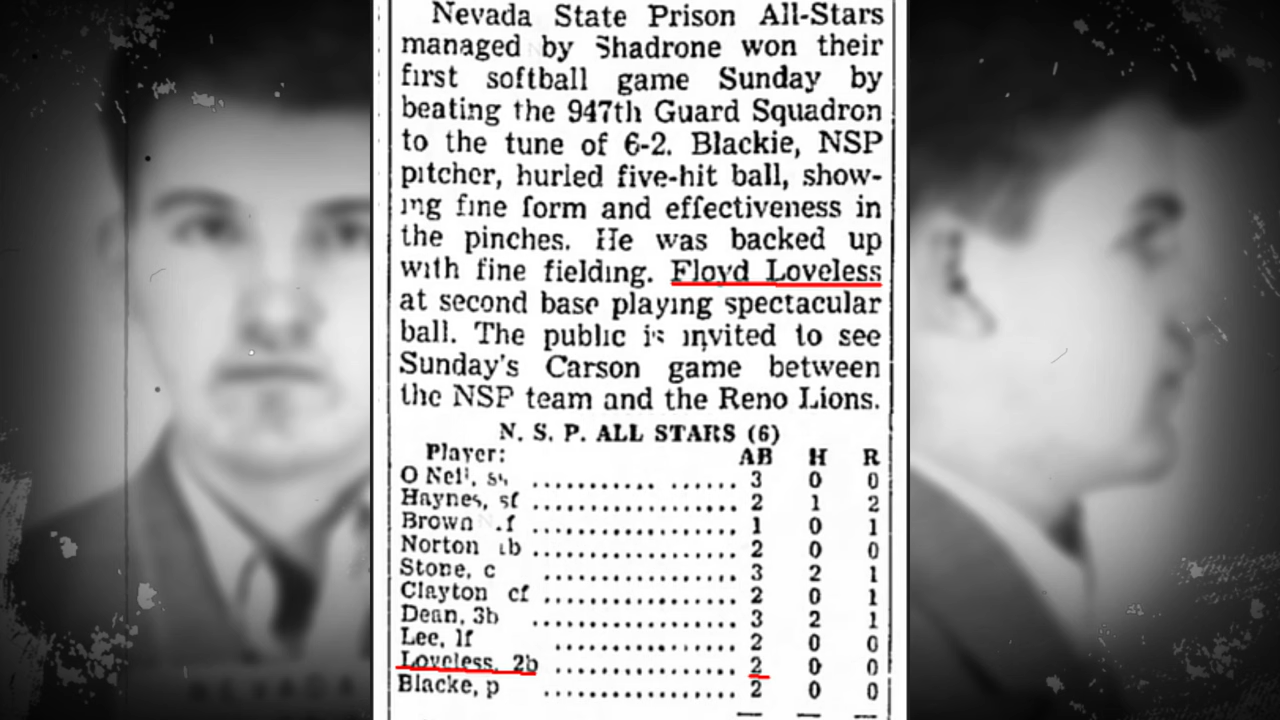 Nevada State Prison All-Stars
managed by Shadrone won their
first softball game Sunday by
beating the 947th Guard Squadron
to the tune of 6-2. Blackie, NSP
pitcher, hurled five-hit ball, show-
ing fine form and effectiveness in
the pinches. He was backed up
with fine fielding. Floyd Loveless
at second base playing spectacular
ball. The public is invited to see
Sunday's Carson game between
the NSP team and the Reno Lions.
N. S. P. ALL STARS (6)
Player: AB H R
O Neil, ss ................. 3 0 0
Haynes, sf .................. 2 1 2
Brown .................. 1 0 1
Norton .................. 2 0 0
Stone, c ................. 3 2 1
Clayton cf ................. 2 0 1
Dean, 3b .................. 3 2 1
Lee, lf ................ 2 0 0
Loveless, 2b ................ 2 0 0
Blacke, p ................. 2 0 0